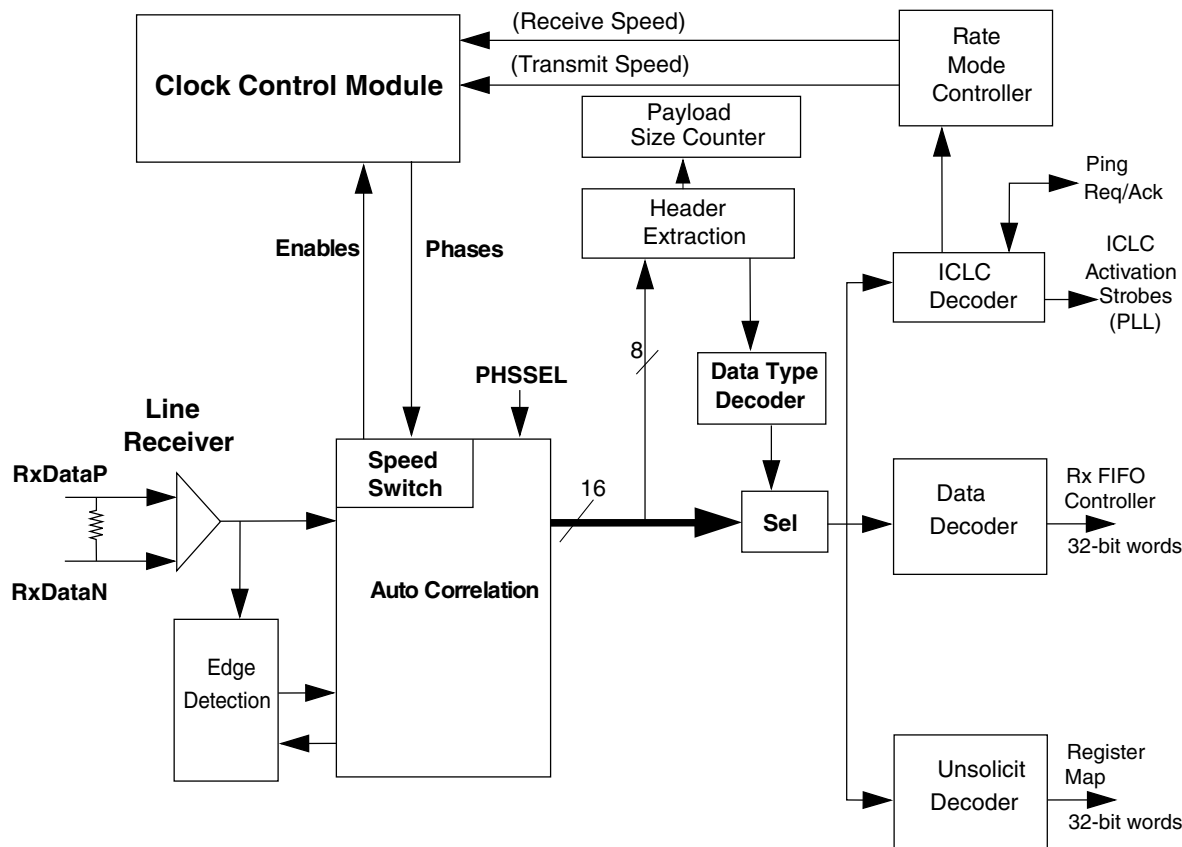 (Receive Speed)
(Transmit Speed)
Clock Control Module
Rate
Mode
Controller
Payload
Size Counter
Ping
Req/Ack
Header
Extraction
Enables
Phases
ICLC
Decoder
ICLC
Activation
Strobes
(PLL)
8
PHSSEL
Data Type
Decoder
Line
Receiver
Speed
Switch
RxDataP
16
Sel
Data
Decoder
Rx FIFO
Controller
32-bit words
RxDataN
Auto Correlation
Edge
Detection
Unsolicit
Decoder
Register
Map
32-bit words